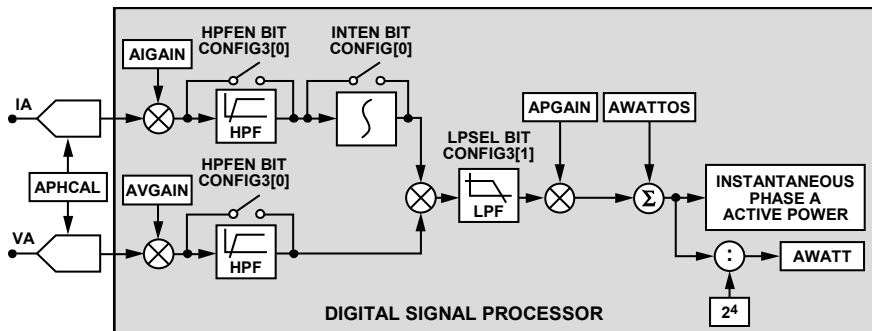 HPFEN BIT
CONFIG3[0]
INTEN BIT
CONFIG[0]
AIGAIN
IA
HPF
APGAIN
AWATTOS
LPSEL BIT
CONFIG3[1]
HPFEN BIT
CONFIG3[0]
APHCAL
AVGAIN
LPF
Σ
INSTANTANEOUS
PHASE A
ACTIVE POWER
VA
HPF
:
AWATT
2⁴
DIGITAL SIGNAL PROCESSOR